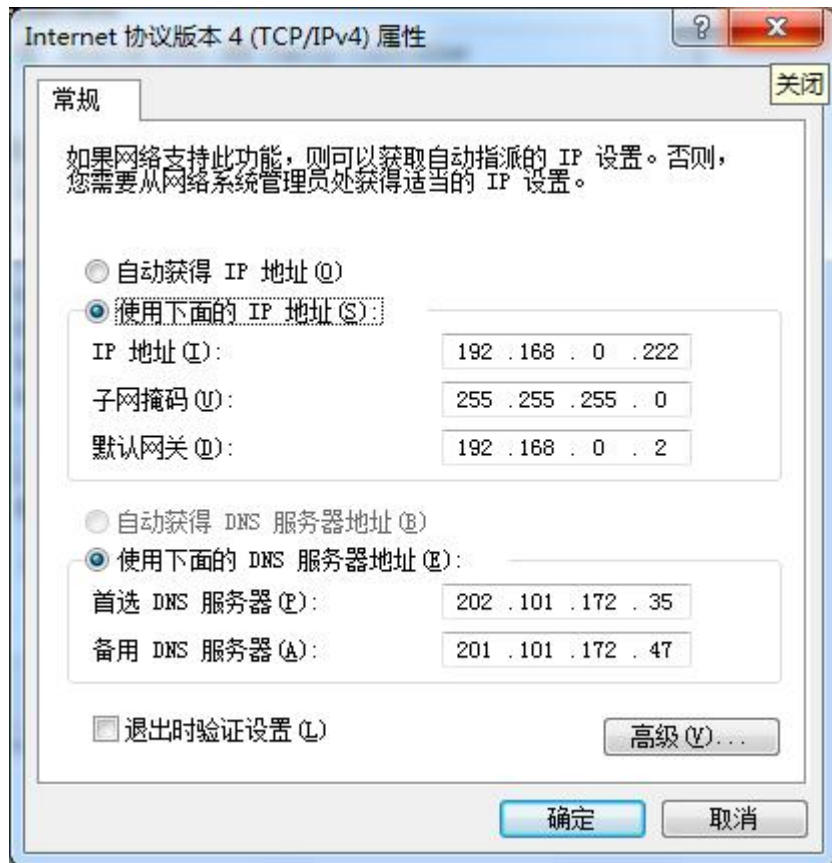 Internet 协议版本 4 (TCP/IPv4) 属性
关闭
常规
如果网络支持此功能，则可以获取自动指派的 IP 设置。否则，
您需要从网络系统管理员处获得适当的 IP 设置。
自动获得 IP 地址(O)
使用下面的 IP 地址(S):
IP 地址(I): 192 .168 . 0 .222
子网掩码(U): 255 .255 .255 . 0
默认网关(D): 192 .168 . 0 . 2
自动获得 DNS 服务器地址(B)
使用下面的 DNS 服务器地址(E):
首选 DNS 服务器(P): 202 .101 .172 . 35
备用 DNS 服务器(A): 201 .101 .172 . 47
退出时验证设置(L)
高级(V)...
确定 取消